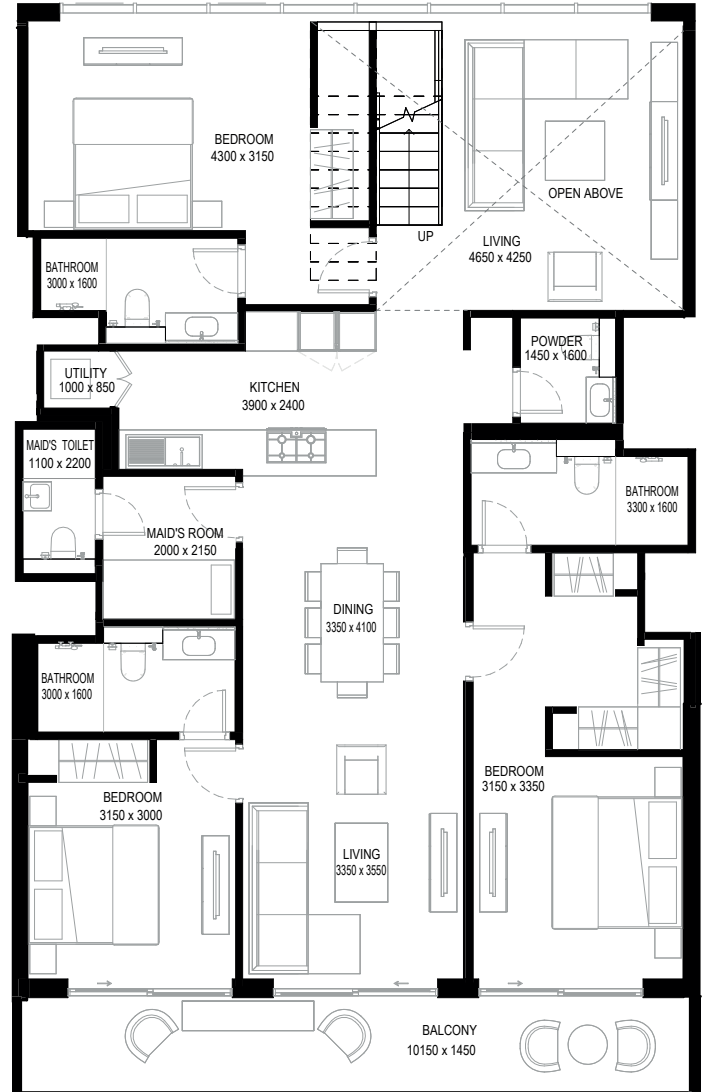 BEDROOM
4300 x 3150
OPEN ABOVE
UP
LIVING
4650 x 4250
BATHROOM
3000 x 1600
POWDER
1450 x 1600
UTILITY
1000 x 850
KITCHEN
3900 x 2400
MAID'S TOILET
1100 x 2200
BATHROOM
3300 x 1600
MAID'S ROOM
2000 x 2150
DINING
3350 x 4100
BATHROOM
3000 x 1600
BEDROOM
3150 x 3350
BEDROOM
3150 x 3000
LIVING
3350 x 3550
BALCONY
10150 x 1450